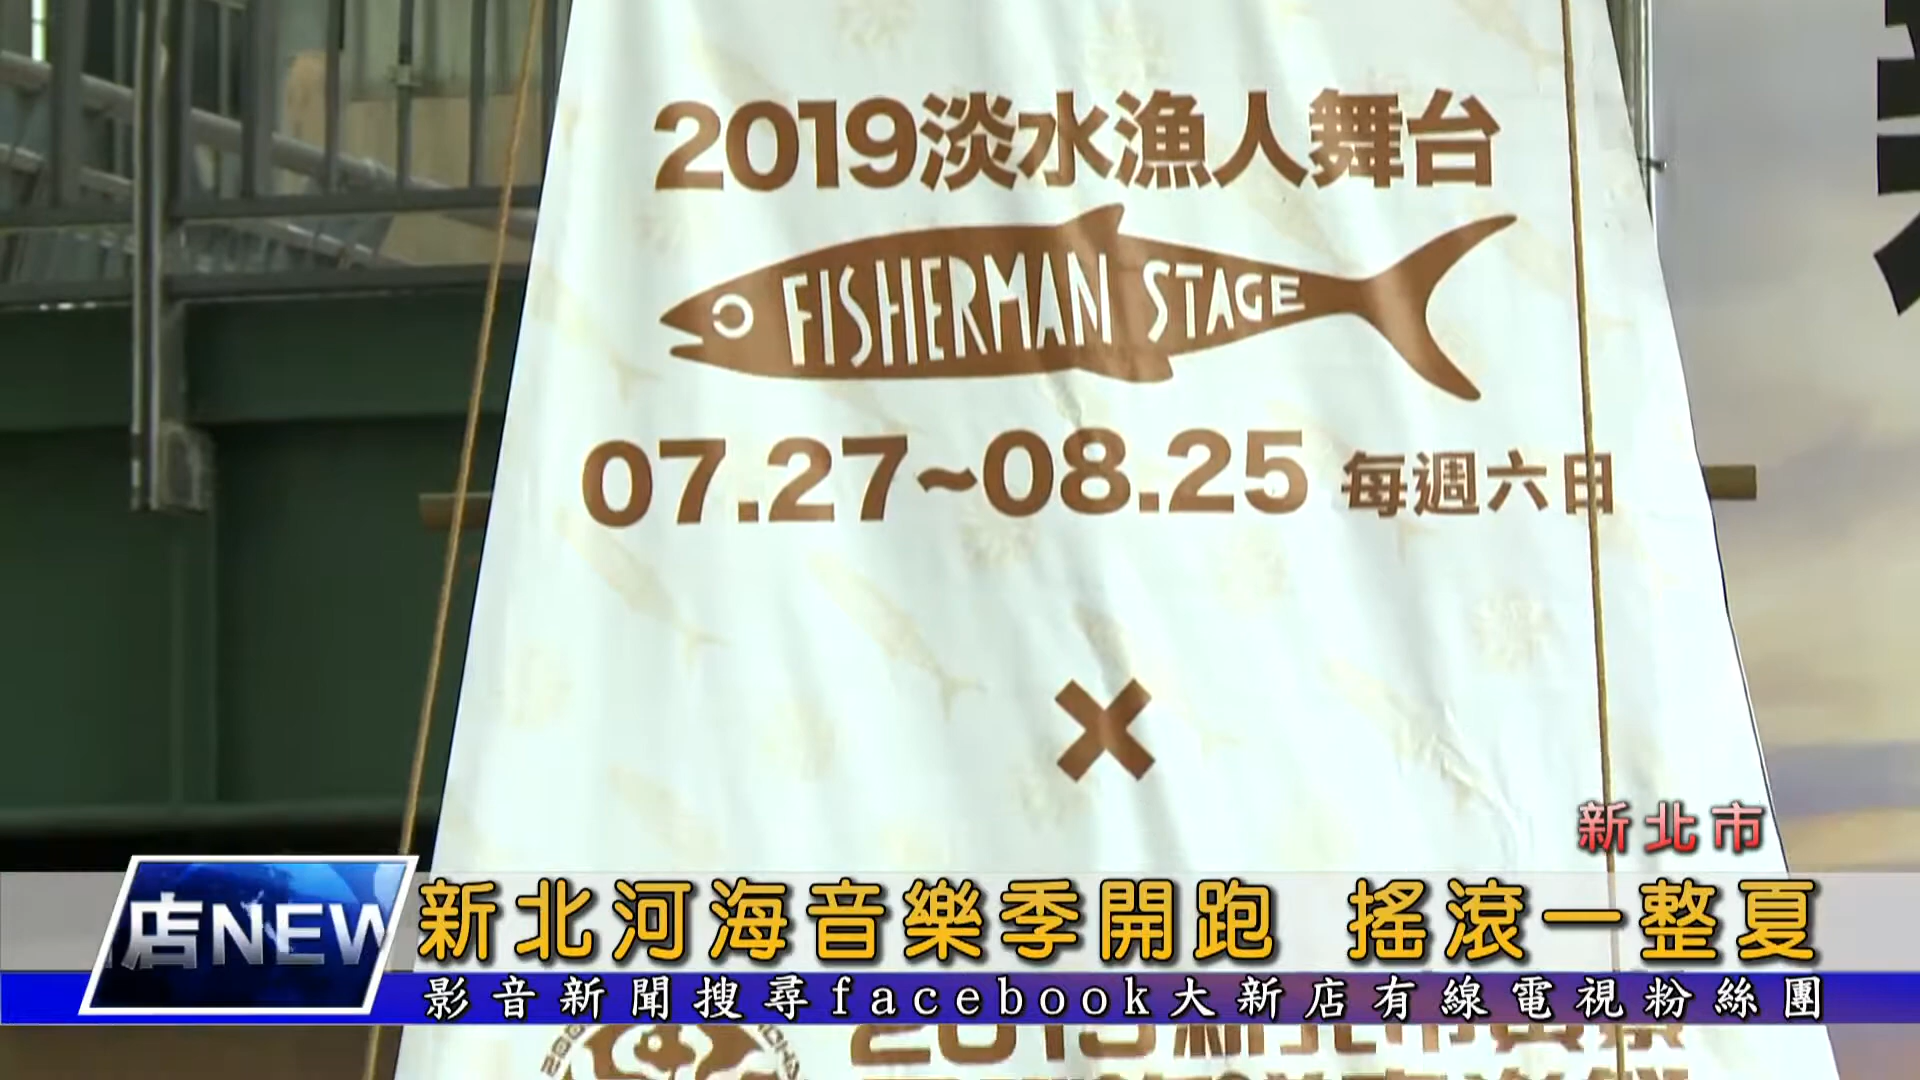 2019淡水漁人舞台
FISHERMAN STAGE
07.27~08.25 每週六日
×
新北市
店NEW
新北河海音樂季開跑 搖滾一整夏
影音新聞搜尋facebook大新店有線電視粉絲團